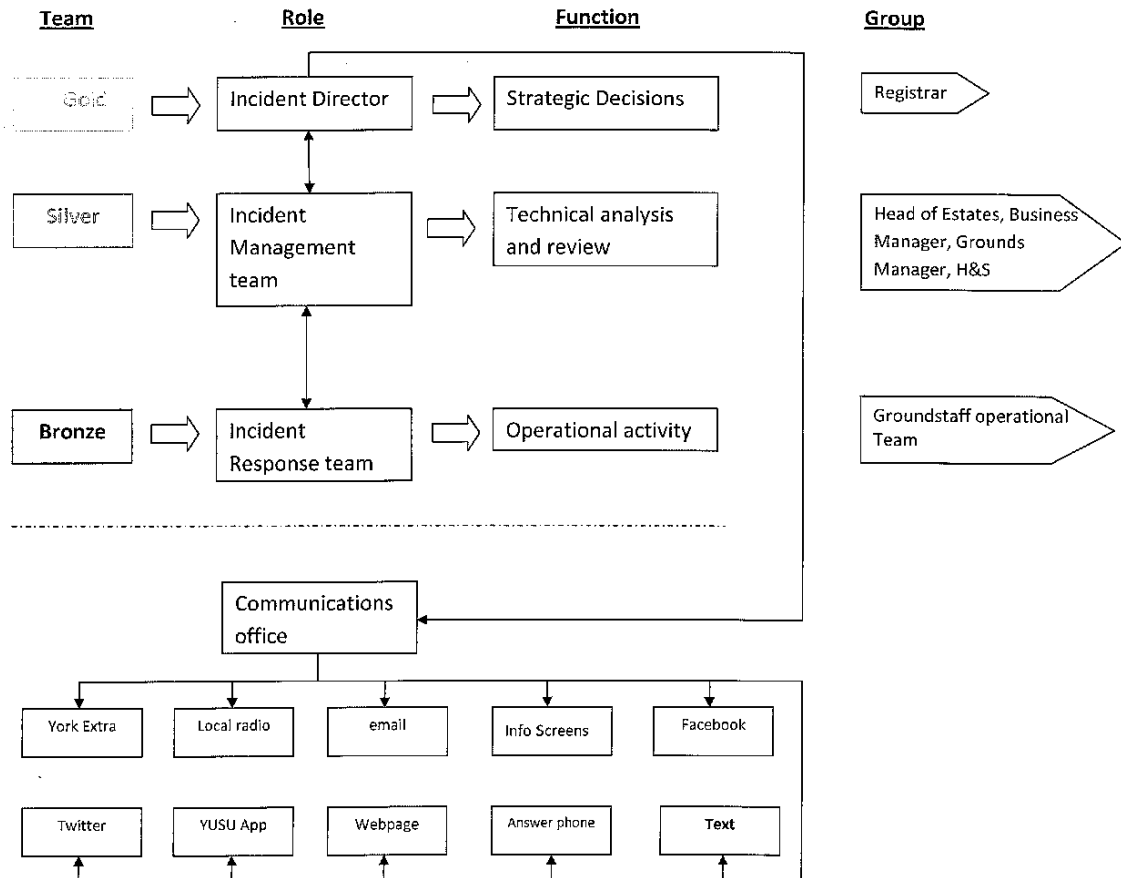 Team Role Function Group
Gold
Incident Director
Strategic Decisions
Registrar
Silver
Incident
Management
team
Technical analysis
and review
Head of Estates, Business
Manager, Grounds
Manager, H&S
Bronze
Incident
Response team
Operational activity
Groundstaff operational
Team
Communications
office
York Extra
Local radio
email
Info Screens
Facebook
Twitter
YUSU App
Webpage
Answer phone
Text